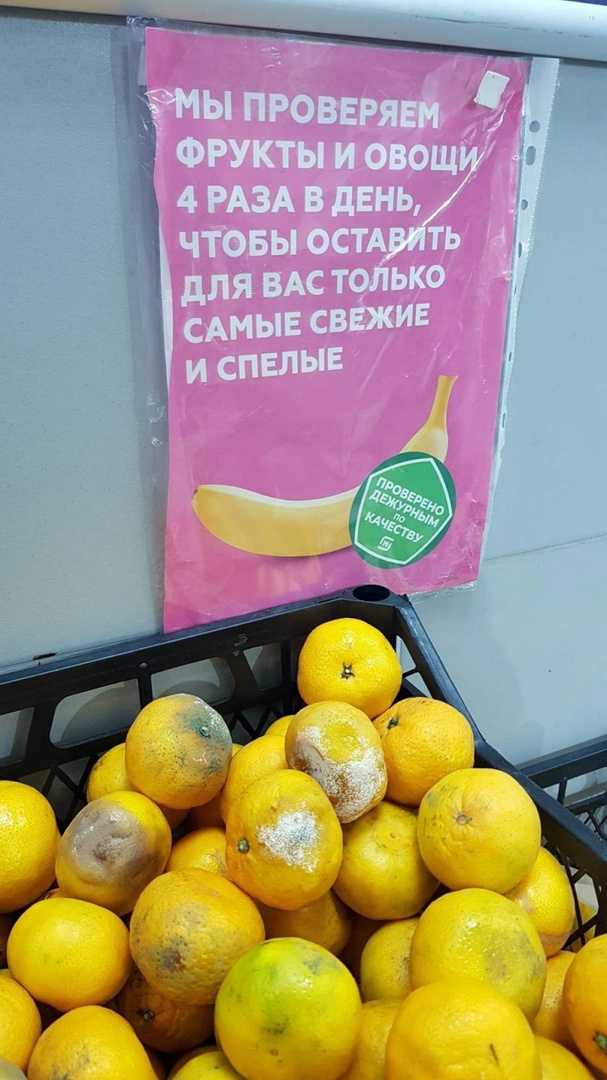 МЫ ПРОВЕРЯЕМ
ФРУКТЫ И ОВОЩИ
4 РАЗА В ДЕНЬ,
ЧТОБЫ ОСТАВИТЬ
ДЛЯ ВАС ТОЛЬКО
САМЫЕ СВЕЖИЕ
И СПЕЛЫЕ
ПРОВЕРЕНО
ДЕЖУРНЫМ
ПО
КАЧЕСТВУ